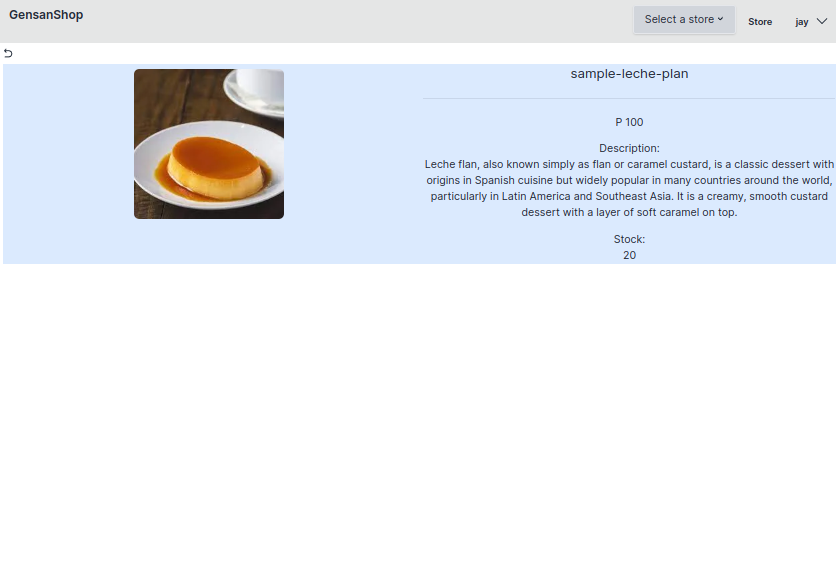 GensanShop
Select a store
Store
jay
sample-leche-plan
P 100
Description:
Leche flan, also known simply as flan or caramel custard, is a classic dessert with
origins in Spanish cuisine but widely popular in many countries around the world,
particularly in Latin America and Southeast Asia. It is a creamy, smooth custard
dessert with a layer of soft caramel on top.
Stock:
20